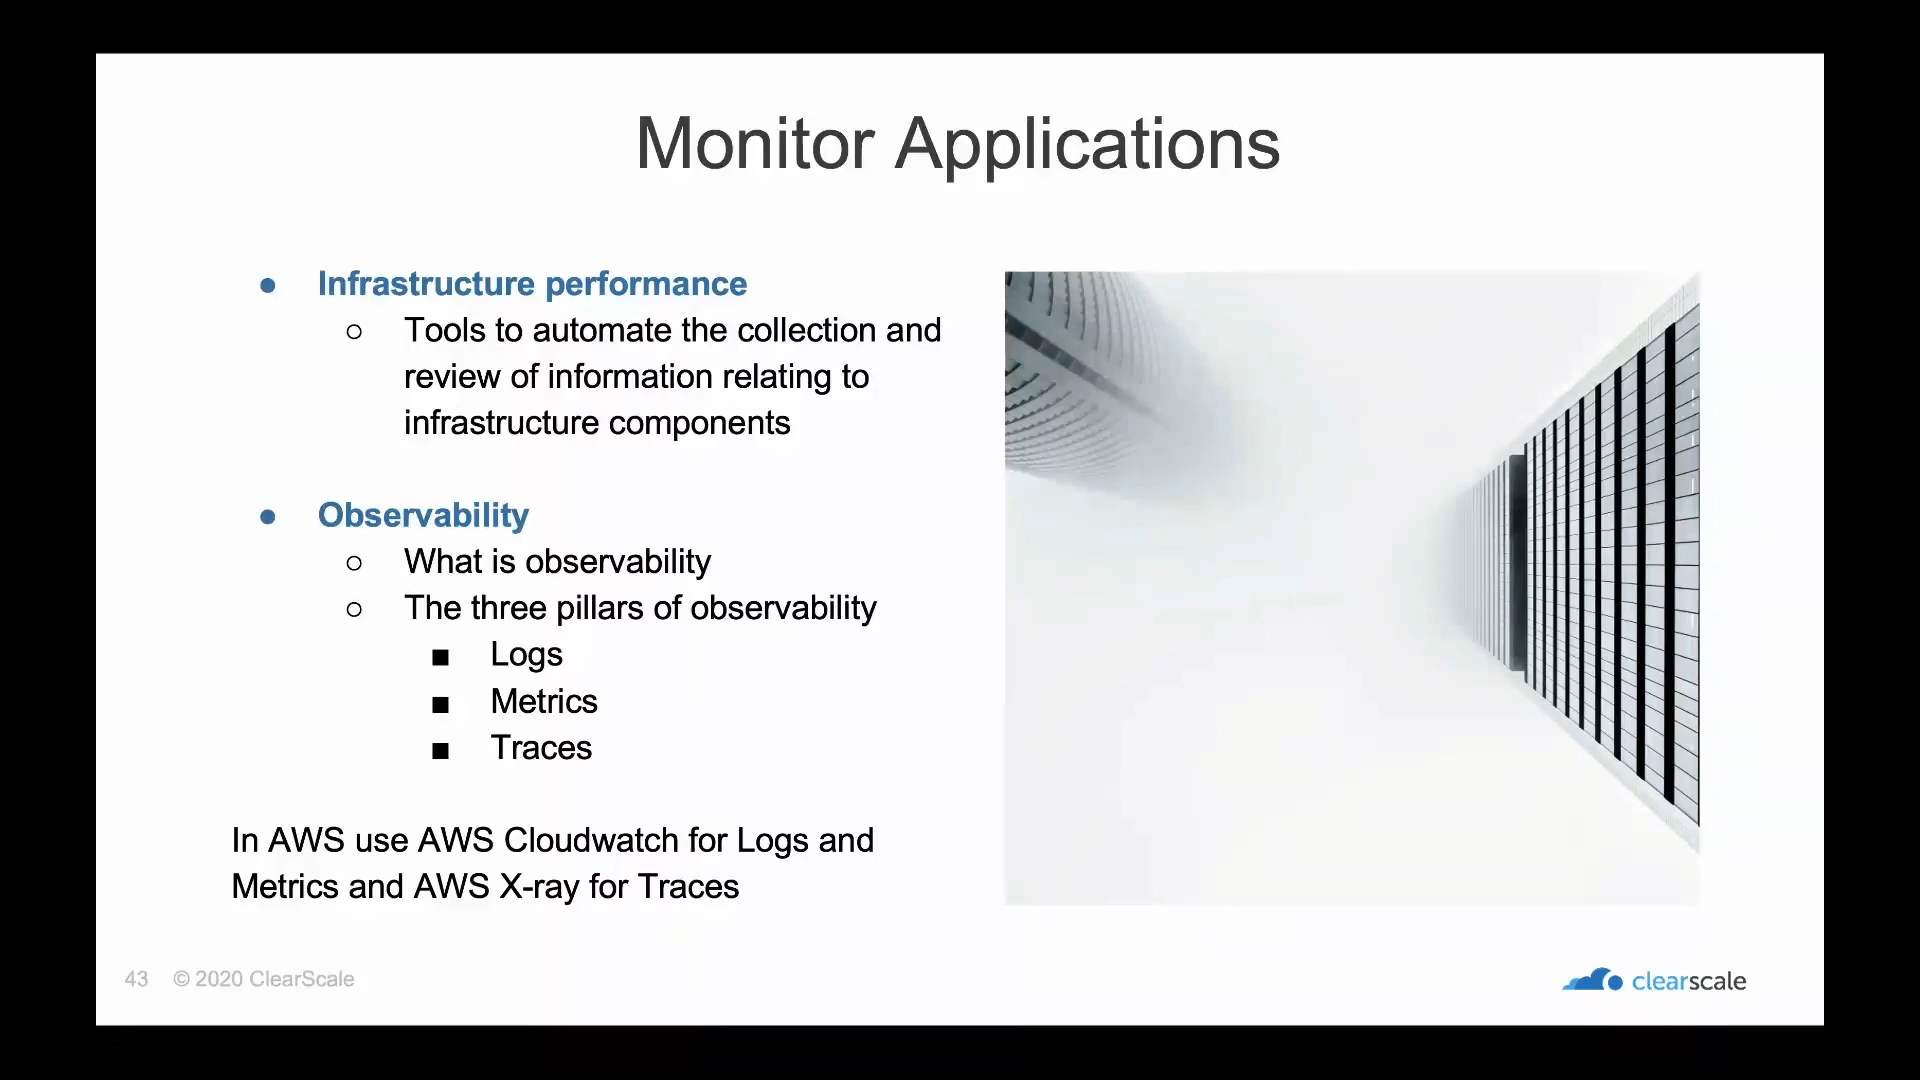 Monitor Applications
● Infrastructure performance
○ Tools to automate the collection and
review of information relating to
infrastructure components
● Observability
○ What is observability
○ The three pillars of observability
■ Logs
■ Metrics
■ Traces
In AWS use AWS Cloudwatch for Logs and
Metrics and AWS X-ray for Traces
43 © 2020 ClearScale
clearscale